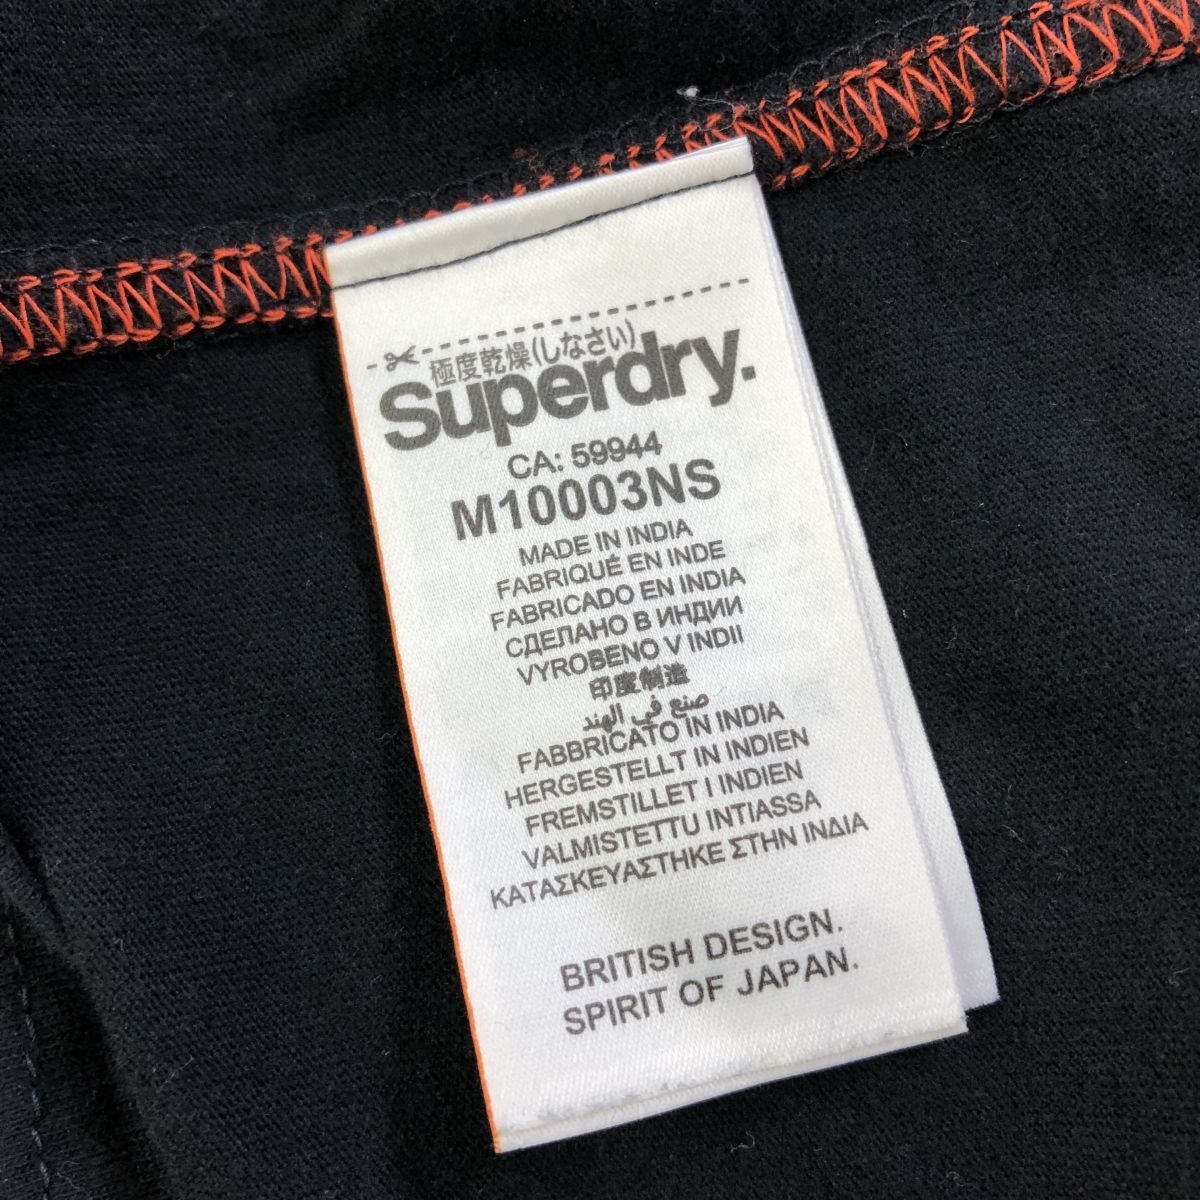 極度乾燥(しなさい)
Superdry.
CA: 59944
M10003NS
MADE IN INDIA
FABRIQUÉ EN INDE
FABRICADO EN INDIA
СДЕЛАНО В ИНДИИ
VYROBENO V INDII
印度制造
صنع في الهند
FABBRICATO IN INDIA
HERGESTELLT IN INDIEN
FREMSTILLET I INDIEN
VALMISTETTU INTIASSA
ΚΑΤΑΣΚΕΥΑΣΤΗΚΕ ΣΤΗΝ ΙΝΔΙΑ
BRITISH DESIGN.
SPIRIT OF JAPAN.